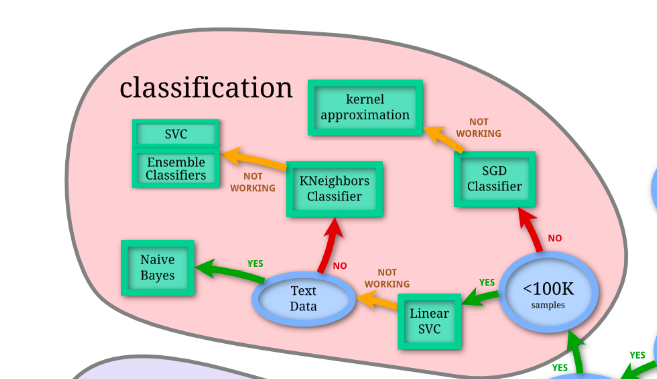 classification
kernel
approximation
NOT
WORKING
SVC
Ensemble
Classifiers
NOT
WORKING
KNeighbors
Classifier
SGD
Classifier
NO
Naive
Bayes
YES
NO
Text
Data
NOT
WORKING
Linear
SVC
YES
<100K
samples
YES
YES